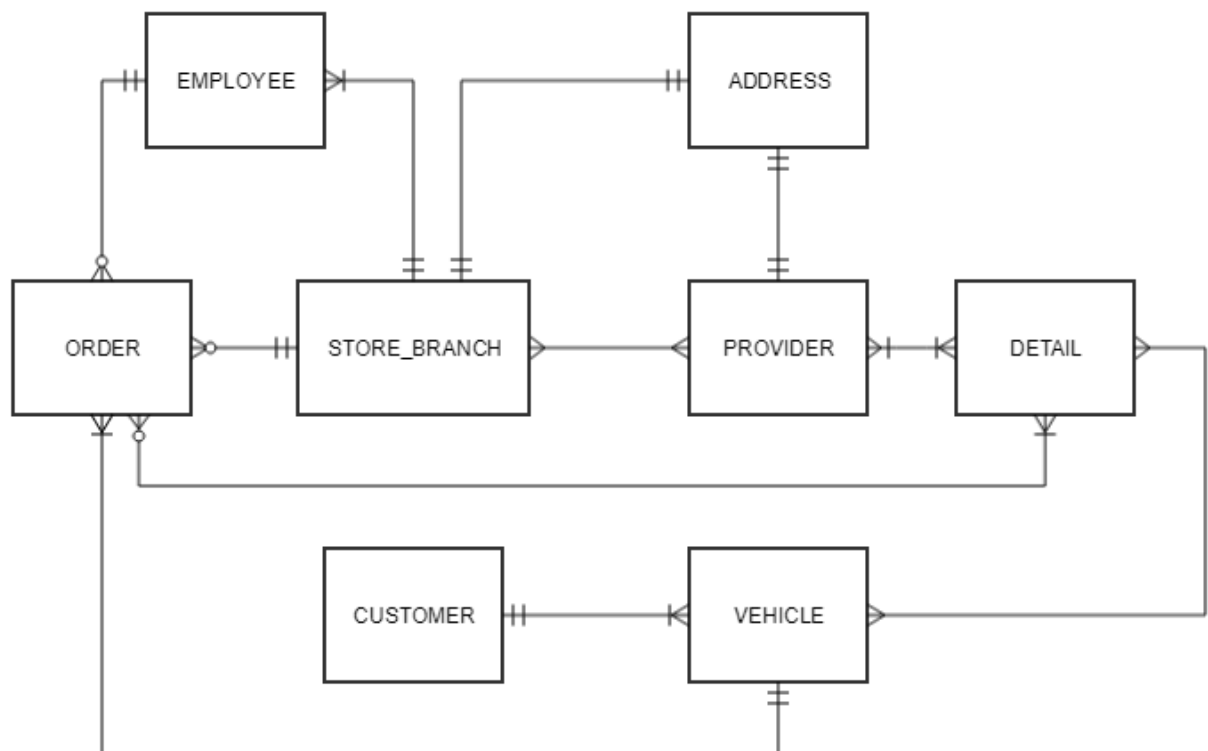 EMPLOYEE
ADDRESS
ORDER
STORE_BRANCH
PROVIDER
DETAIL
CUSTOMER
VEHICLE